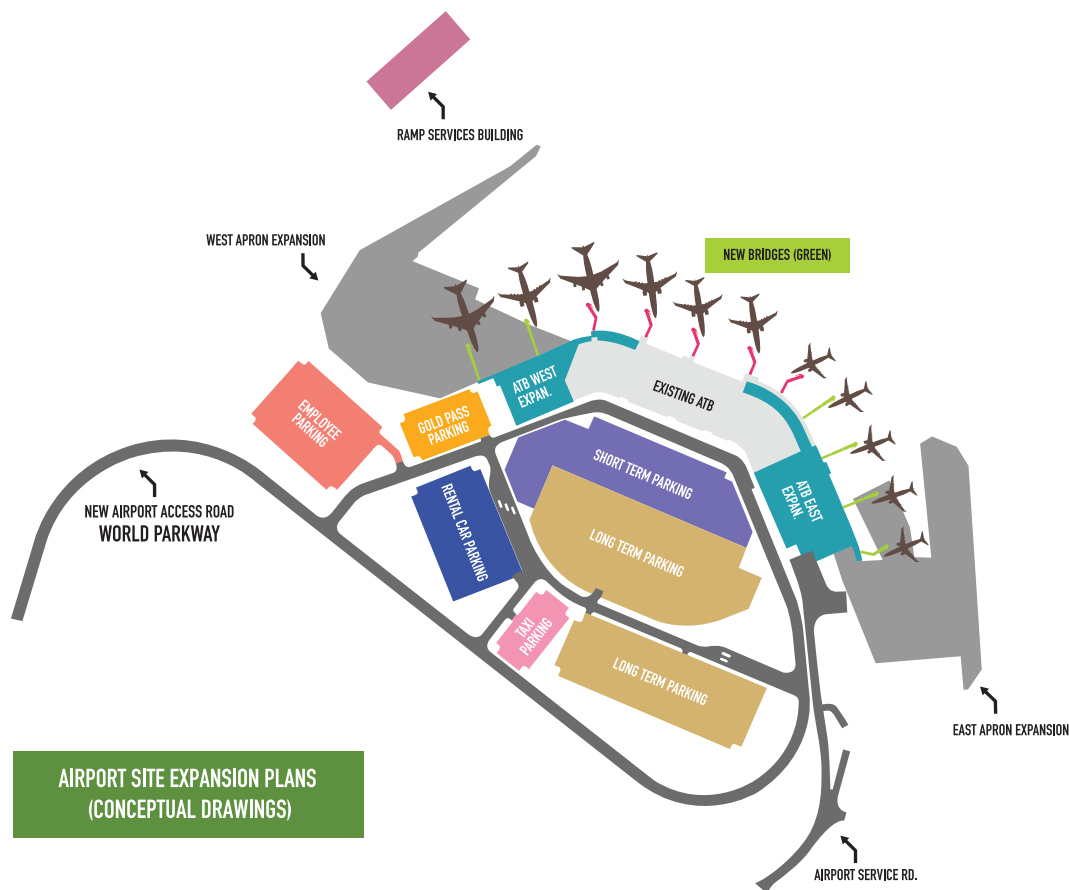 RAMP SERVICES BUILDING
WEST APRON EXPANSION
NEW BRIDGES (GREEN)
ATB WEST
EXPAN.
EXISTING ATB
EMPLOYEE
PARKING
GOLD PASS
PARKING
SHORT TERM PARKING
ATB EAST
EXPAN.
RENTAL CAR PARKING
LONG TERM PARKING
NEW AIRPORT ACCESS ROAD
WORLD PARKWAY
TAXI
PARKING
LONG TERM PARKING
EAST APRON EXPANSION
AIRPORT SITE EXPANSION PLANS
(CONCEPTUAL DRAWINGS)
AIRPORT SERVICE RD.